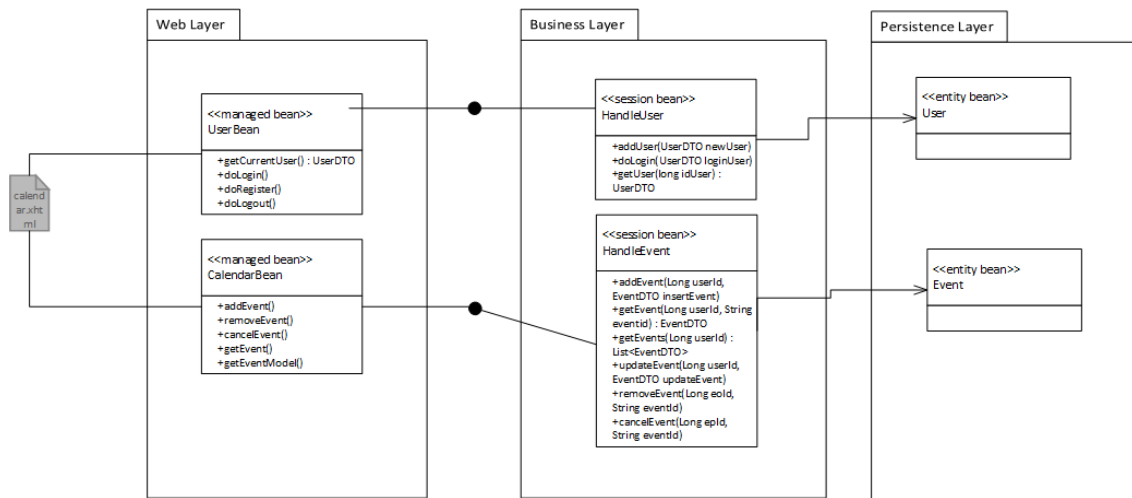 Web Layer
Business Layer
Persistence Layer
<<managed bean>>
UserBean
+getCurrentUser() : UserDTO
+doLogin()
+doRegister()
+doLogout()
<<session bean>>
HandleUser
+addUser(UserDTO newUser)
+doLogin(UserDTO loginUser)
+getUser(long idUser) :
UserDTO
<<entity bean>>
User
calend
ar.xht
ml
<<managed bean>>
CalendarBean
+addEvent()
+removeEvent()
+cancelEvent()
+getEvent()
+getEventModel()
<<session bean>>
HandleEvent
+addEvent(Long userId,
EventDTO insertEvent)
+getEvent(Long userId, String
eventid) : EventDTO
+getEvents(Long userId) :
List<EventDTO>
+updateEvent(Long userId,
EventDTO updateEvent)
+removeEvent(Long eoId,
String eventId)
+cancelEvent(Long epId,
String eventId)
<<entity bean>>
Event